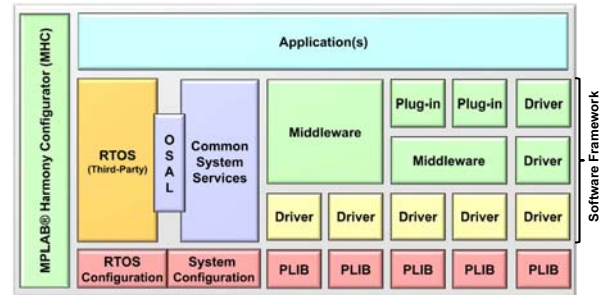 MPLAB® Harmony Configurator (MHC)
Application(s)
RTOS
(Third-Party)
O
S
A
L
Common
System
Services
Middleware
Plug-in
Plug-in
Driver
Middleware
Driver
Driver
Driver
Driver
Driver
Driver
RTOS
Configuration
System
Configuration
PLIB
PLIB
PLIB
PLIB
PLIB
Software Framework